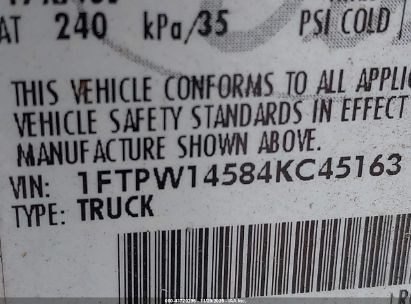 AT 240 kPa/35 PSI COLD
THIS VEHICLE CONFORMS TO ALL APPLIC
VEHICLE SAFETY STANDARDS IN EFFECT
MANUFACTURE SHOWN ABOVE.
VIN: 1FTPW14584KC45163
TYPE: TRUCK